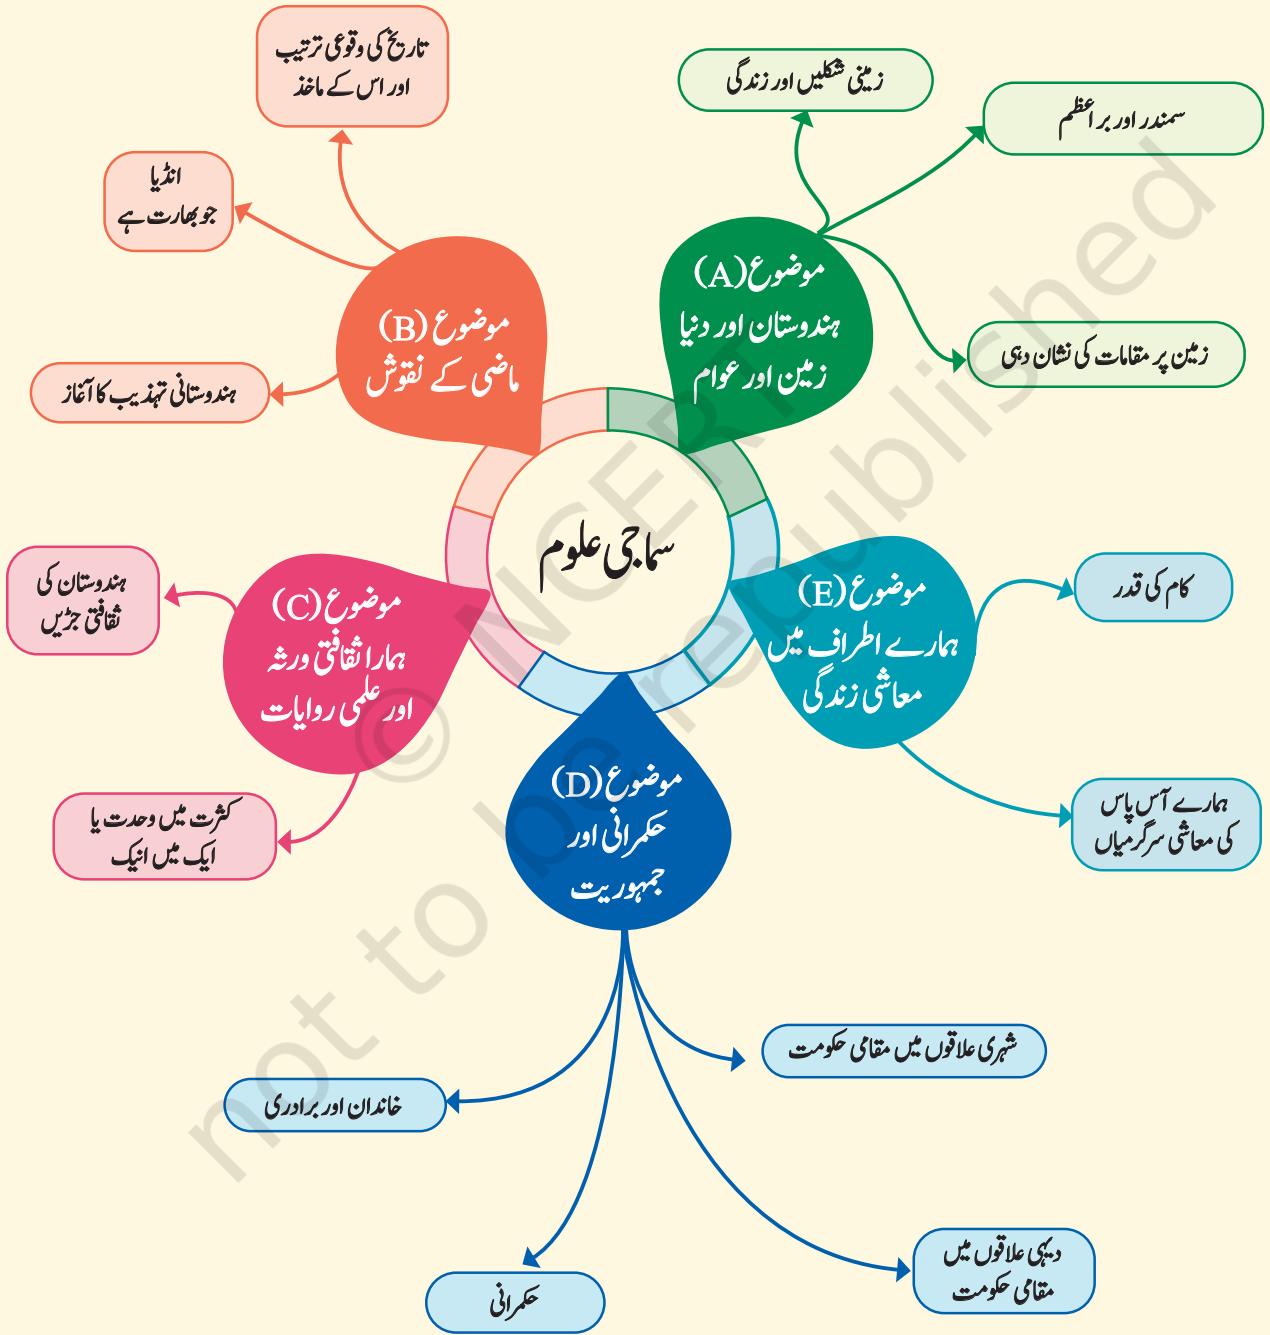 سماجی علوم
موضوع (A)
ہندوستان اور دنیا
زمین اور عوام
زمینی شکلیں اور زندگی
سمندر اور بر اعظم
زمین پر مقامات کی نشان دہی
موضوع (B)
ماضی کے نقوش
تاریخ کی وقوعی ترتیب
اور اس کے ماخذ
انڈیا
جو بھارت ہے
ہندوستانی تہذیب کا آغاز
موضوع (C)
ہمارا ثقافتی ورثہ
اور علمی روایات
ہندوستان کی
ثقافتی جڑیں
کثرت میں وحدت یا
ایک میں انیک
موضوع (D)
حکمرانی اور
جمہوریت
خاندان اور برادری
حکمرانی
دیہی علاقوں میں
مقامی حکومت
شہری علاقوں میں مقامی حکومت
موضوع (E)
ہمارے اطراف میں
معاشی زندگی
کام کی قدر
ہمارے آس پاس
کی معاشی سرگرمیاں
© NCERT
not to be republished